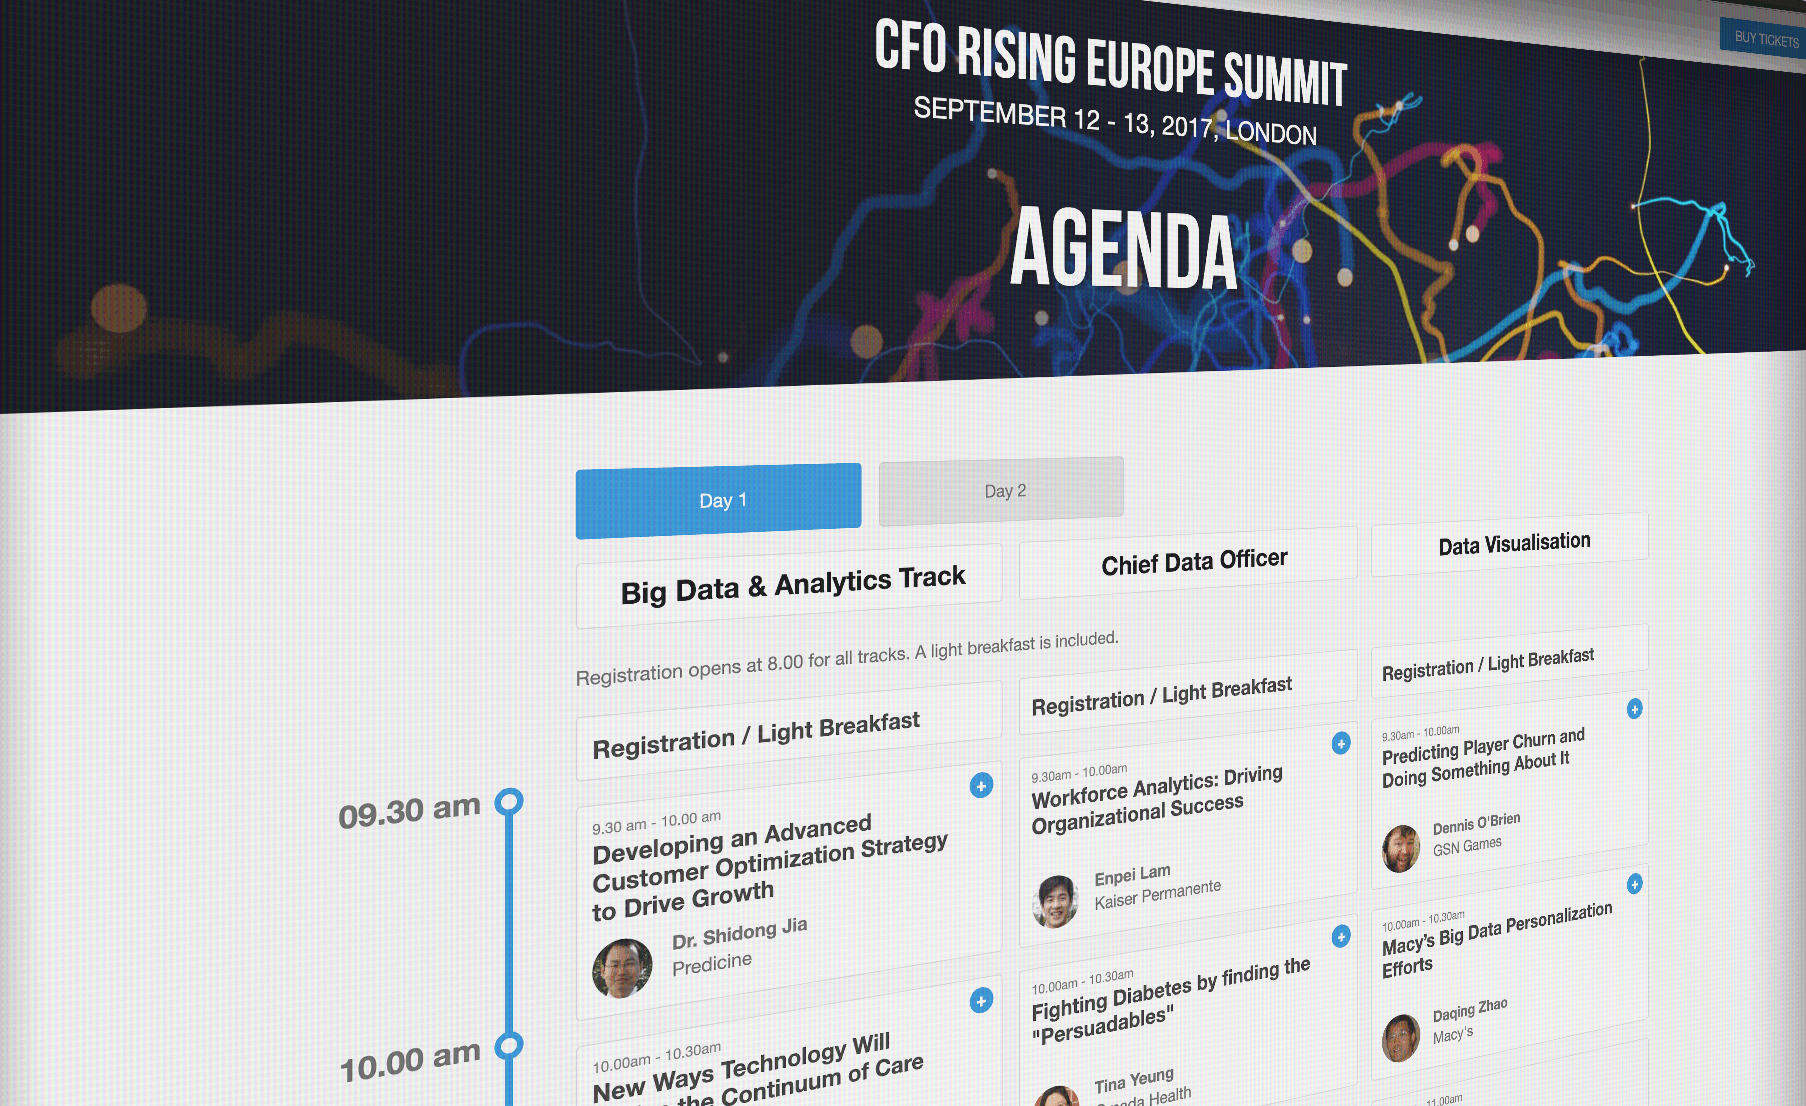 BUY TICKETS
CFO RISING EUROPE SUMMIT
SEPTEMBER 12 - 13, 2017, LONDON
AGENDA
Day 1
Day 2
Big Data & Analytics Track
Chief Data Officer
Data Visualisation
Registration opens at 8.00 for all tracks. A light breakfast is included.
Registration / Light Breakfast
Registration / Light Breakfast
Registration / Light Breakfast
09.30 am
9.30 am - 10.00 am
Developing an Advanced
Customer Optimization Strategy
to Drive Growth
Dr. Shidong Jia
Predicine
9.30am - 10.00am
Workforce Analytics: Driving
Organizational Success
Enpei Lam
Kaiser Permanente
9.30am - 10.00am
Predicting Player Churn and
Doing Something About It
Dennis O'Brien
GSN Games
10.00 am
10.00am - 10.30am
New Ways Technology Will
the Continuum of Care
10.00am - 10.30am
Fighting Diabetes by finding the
"Persuadables"
Tina Yeung
Health
10.00am - 10.30am
Macy's Big Data Personalization
Efforts
Daqing Zhao
Macy's
11.00am